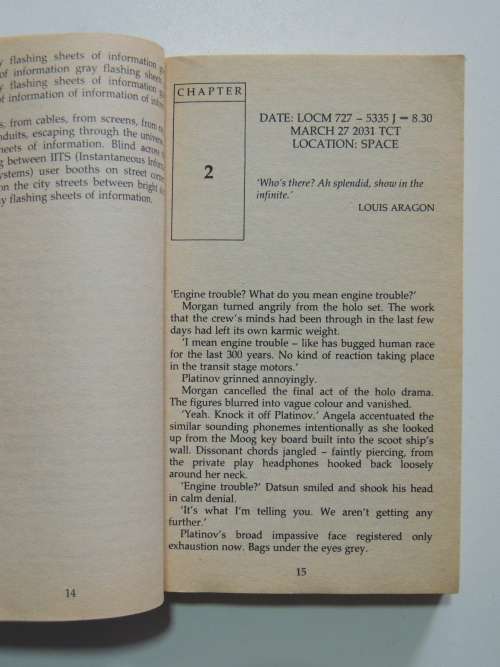 flashing sheets of information
of information gray flashing sheets
flashing sheets of information
of information of information of
from cables, from screens, from
escaping through the
sheets of information. Blind across
between IITS (Instantaneous
user booths on street
on the city streets between bright
flashing sheets of information.
14
CHAPTER
2
DATE: LOCM 727 – 5335 J = 8.30
MARCH 27 2031 TCT
LOCATION: SPACE
'Who's there? Ah splendid, show in the
infinite.'
LOUIS ARAGON
'Engine trouble? What do you mean engine trouble?'
Morgan turned angrily from the holo set. The work
that the crew's minds had been through in the last few
days had left its own karmic weight.
'I mean engine trouble – like has bugged human race
for the last 300 years. No kind of reaction taking place
in the transit stage motors.'
Platinov grinned annoyingly.
Morgan cancelled the final act of the holo drama.
The figures blurred into vague colour and vanished.
'Yeah. Knock it off Platinov.' Angela accentuated the
similar sounding phonemes intentionally as she looked
up from the Moog key board built into the scoot ship's
wall. Dissonant chords jangled – faintly piercing, from
the private play headphones hooked back loosely
around her neck.
'Engine trouble?' Datsun smiled and shook his head
in calm denial.
'It's what I'm telling you. We aren't getting any
further.'
Platinov's broad impassive face registered only
exhaustion now. Bags under the eyes grey.
15